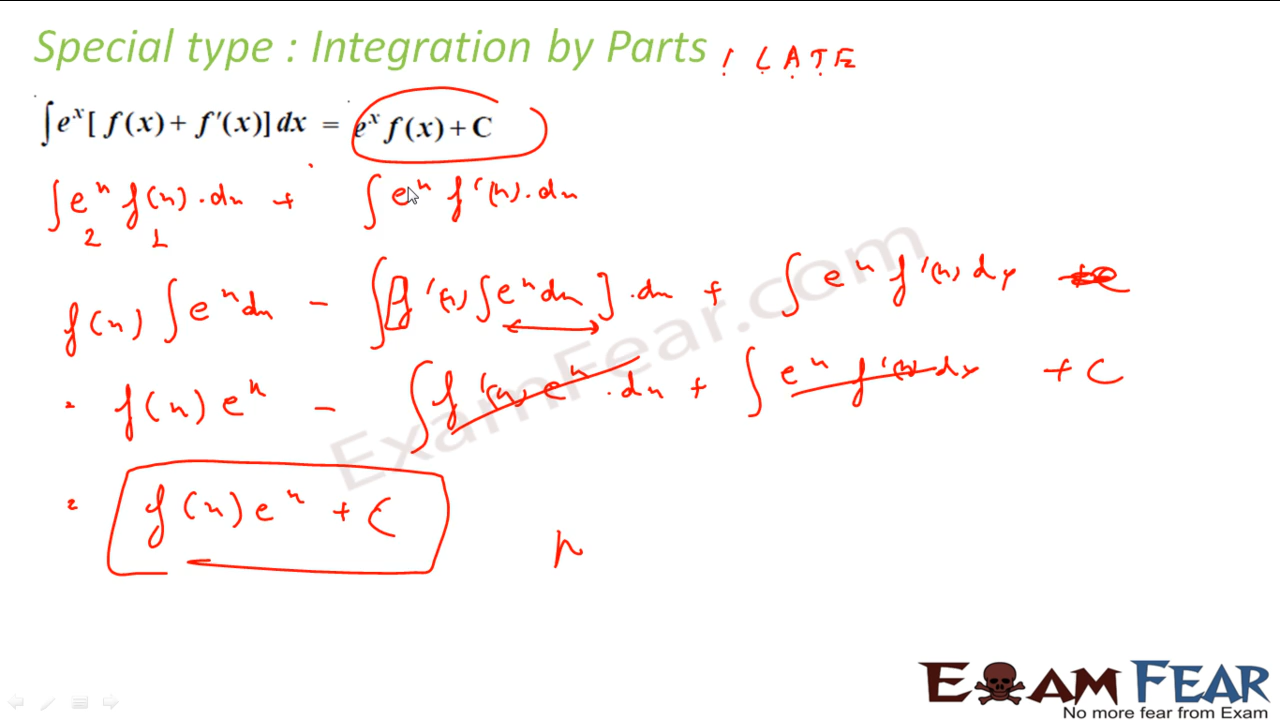 Special type : Integration by Parts I L A T E
∫e^x [ f(x) + f'(x)] dx = e^x f(x) + C
∫e^x f(x) . dx + ∫e^x f'(x) . dx
2 1
f(x) ∫e^x dx - ∫[f'(x) ∫e^x dx] . dx + ∫e^x f'(x) dx
= f(x) e^x - ∫f'(x) e^x . dx + ∫e^x f'(x) dx + C
= f(x) e^x + C
ExamFear.com
EXAM FEAR
No more fear from Exam